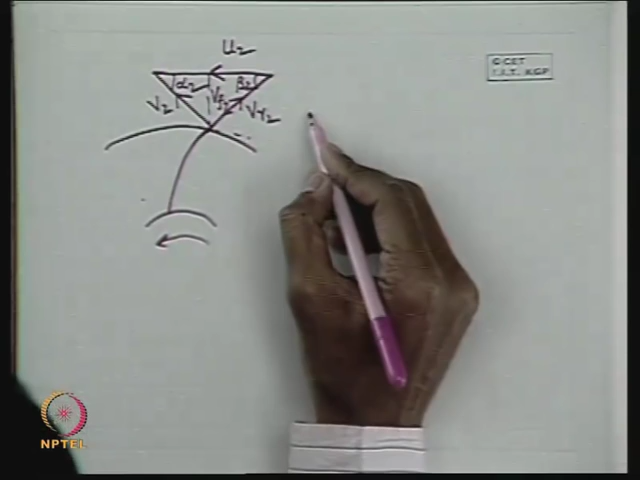 U₂
α₂ β₂
V₂ Vf₂ Vr₂
© CET
I.I.T. KGP
NPTEL